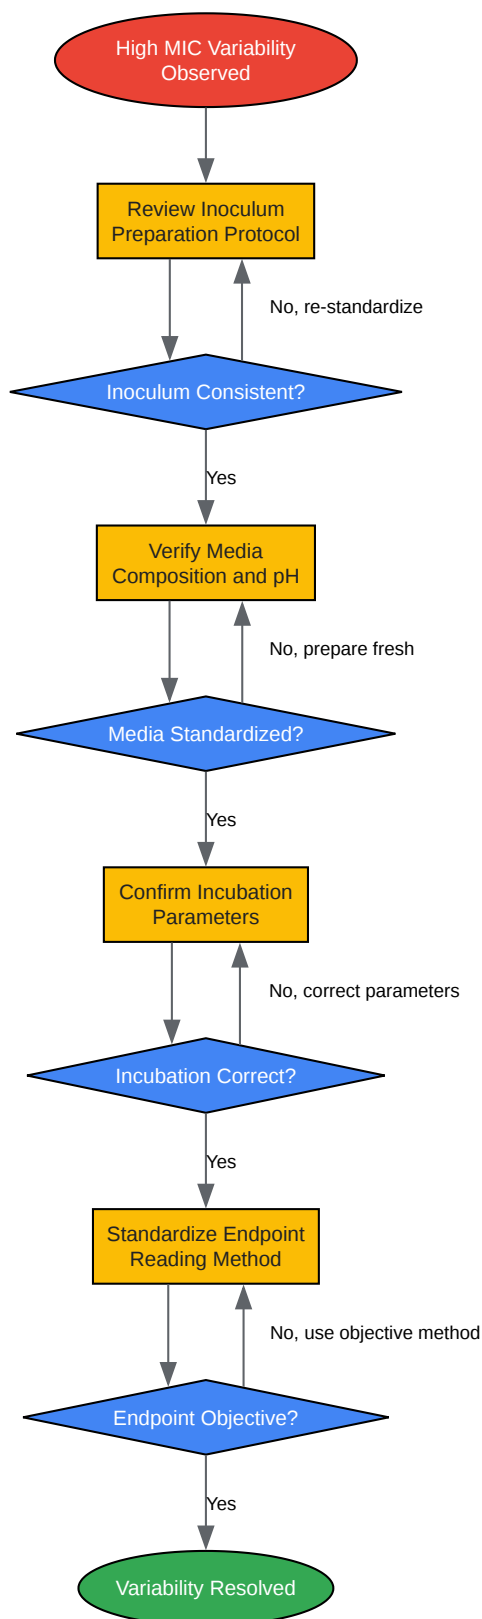 High MIC Variability
Observed
Review Inoculum
Preparation Protocol
No, re-standardize
Inoculum Consistent?
Yes
Verify Media
Composition and pH
No, prepare fresh
Media Standardized?
Yes
Confirm Incubation
Parameters
No, correct parameters
Incubation Correct?
Yes
Standardize Endpoint
Reading Method
No, use objective method
Endpoint Objective?
Yes
Variability Resolved